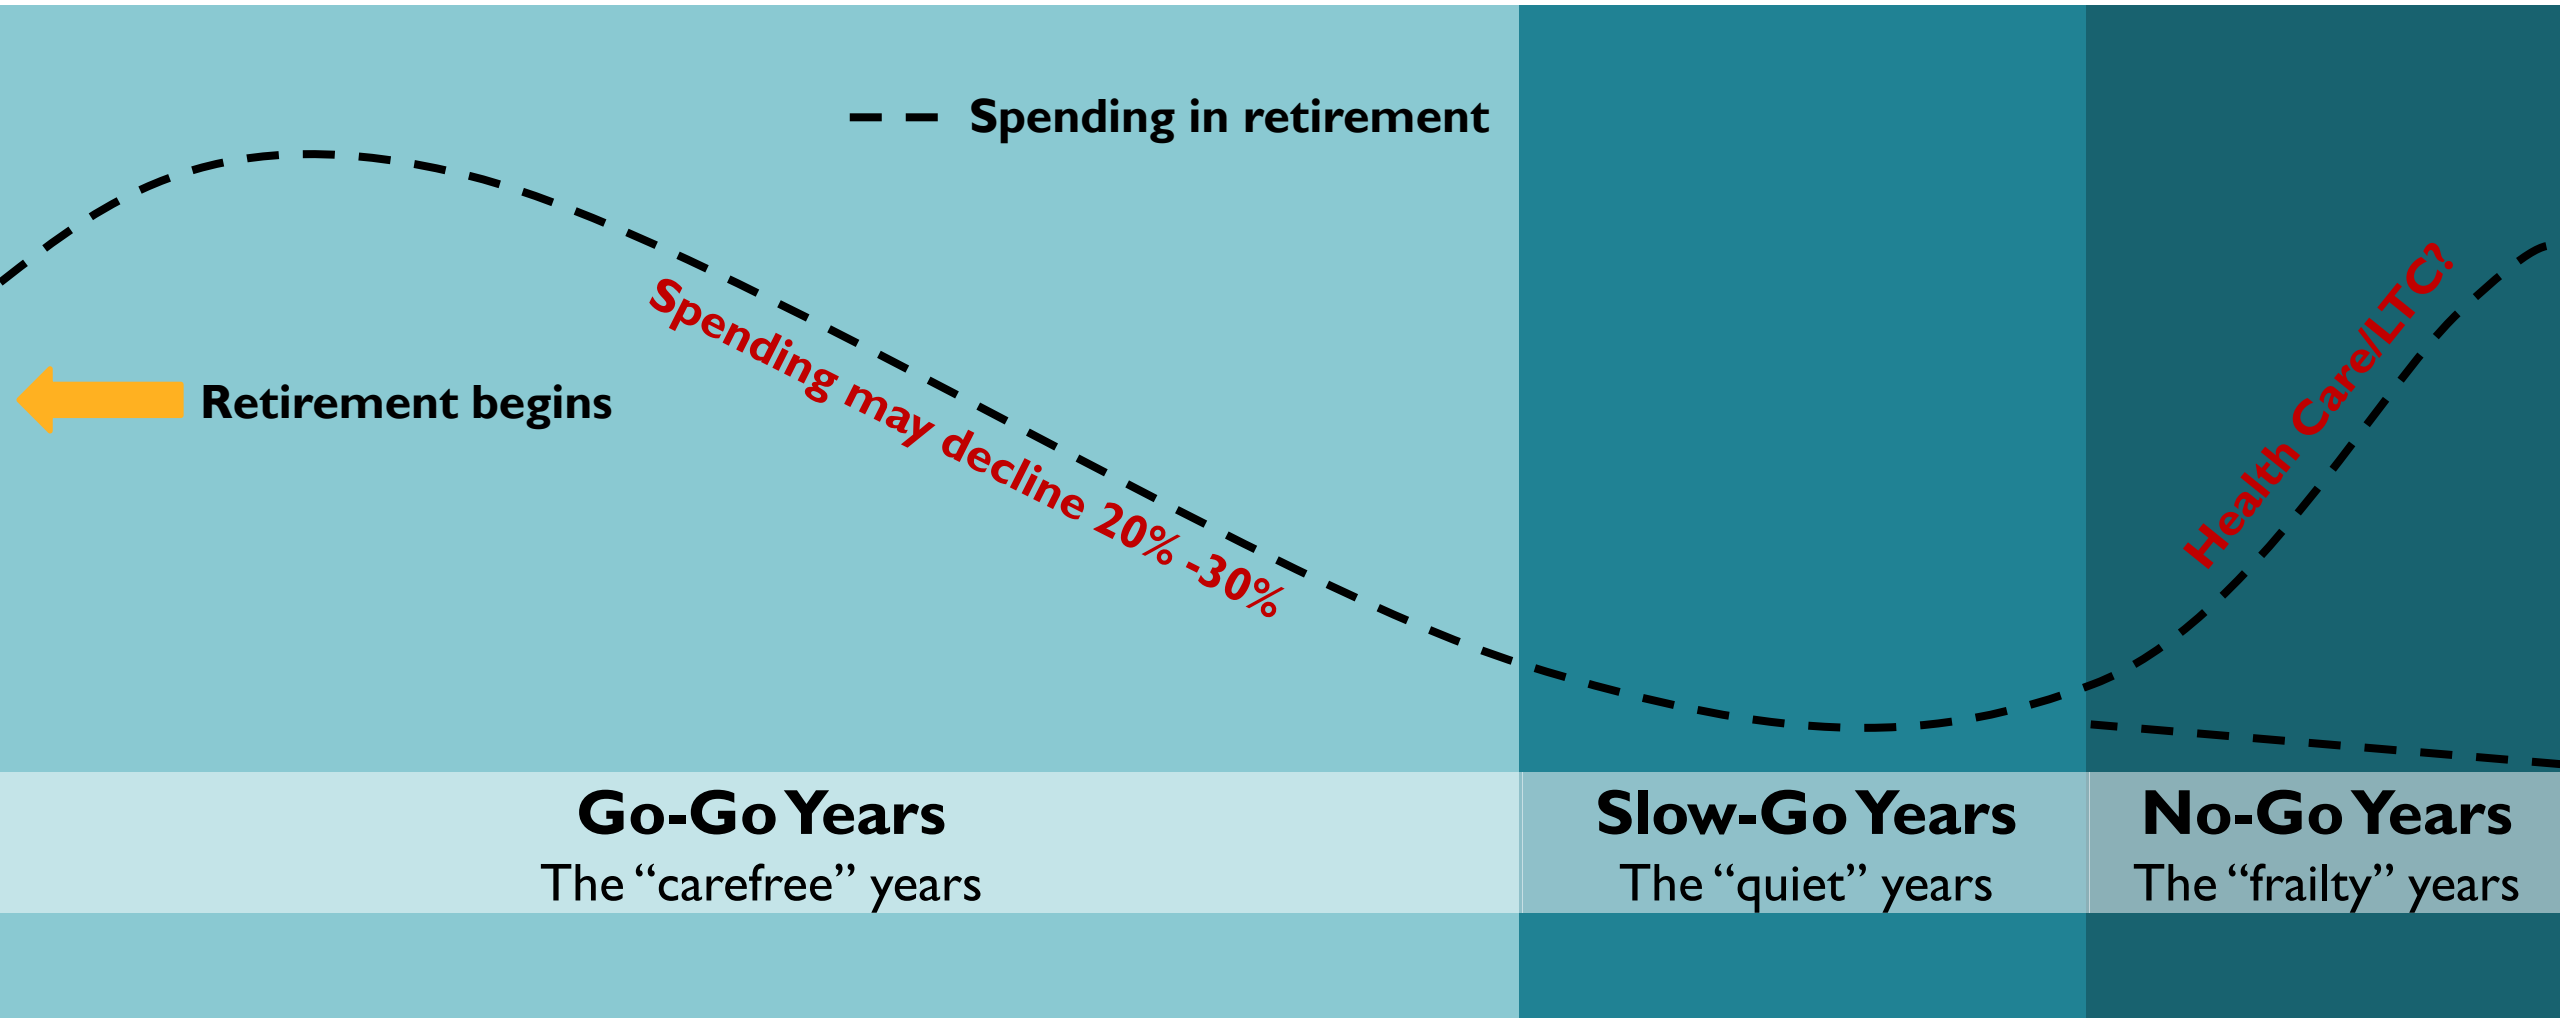 Spending in retirement
Spending may decline 20% -30%
Retirement begins
Health Care/LTC?
Go-Go Years
The “carefree” years
Slow-Go Years
The “quiet” years
No-Go Years
The “frailty” years